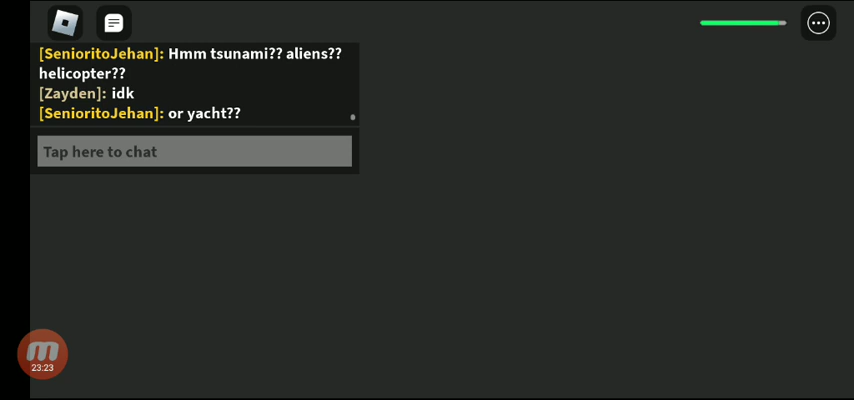 [SenioritoJehan]: Hmm tsunami?? aliens??
helicopter??
[Zayden]: idk
[SenioritoJehan]: or yacht??
Tap here to chat
23:23